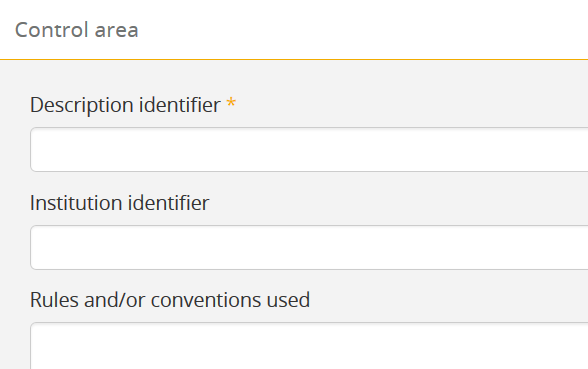 Control area
Description identifier *
Institution identifier
Rules and/or conventions used